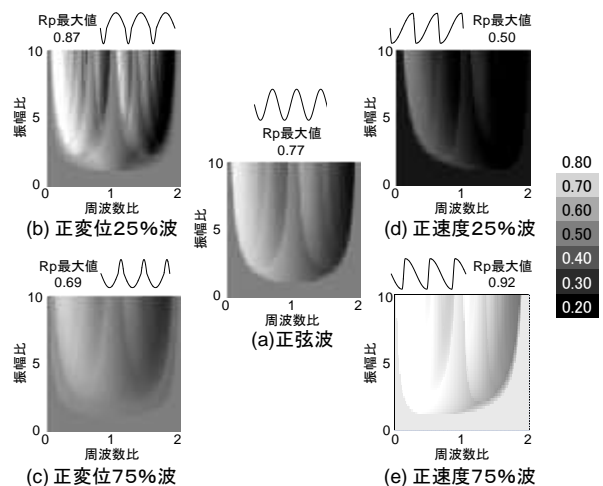 Rp最大値
0.87
10
5
0
振幅比
0 1 2
周波数比
(b) 正変位25%波
Rp最大値
0.69
10
5
0
振幅比
0 1 2
周波数比
(c) 正変位75%波
Rp最大値
0.77
10
5
0
振幅比
0 1 2
周波数比
(a)正弦波
Rp最大値
0.50
10
5
0
振幅比
0 1 2
周波数比
(d) 正速度25%波
Rp最大値
0.92
10
5
0
振幅比
0 1 2
周波数比
(e) 正速度75%波
0.80
0.70
0.60
0.50
0.40
0.30
0.20